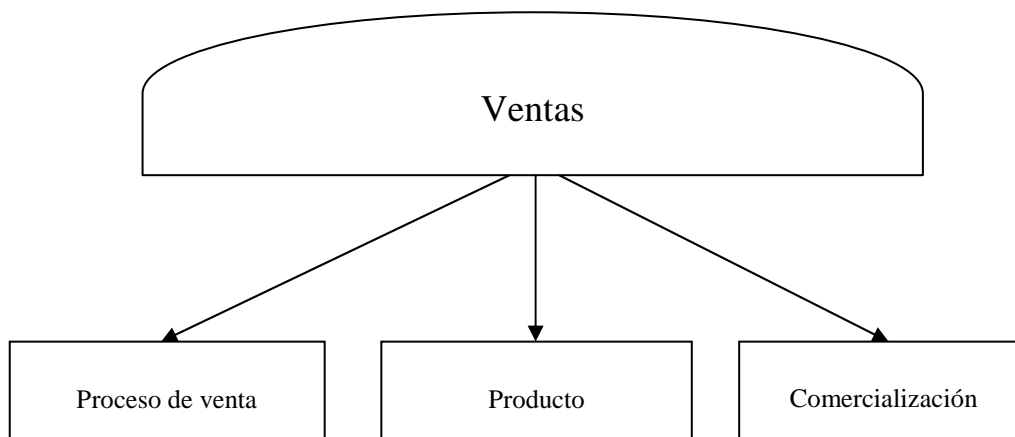 Ventas
Proceso de venta
Producto
Comercialización